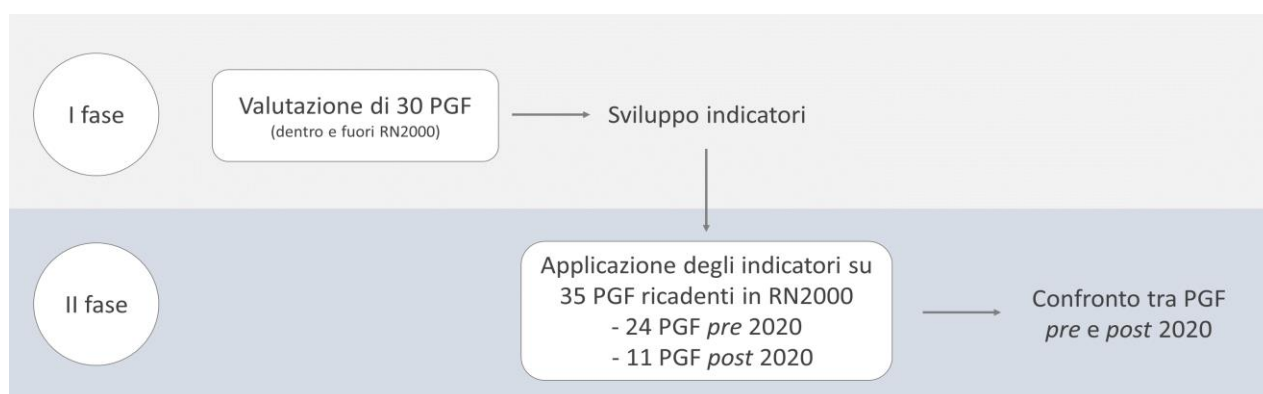 I fase
Valutazione di 30 PGF
(dentro e fuori RN2000)
Sviluppo indicatori
II fase
Applicazione degli indicatori su
35 PGF ricadenti in RN2000
- 24 PGF pre 2020
- 11 PGF post 2020
Confronto tra PGF
pre e post 2020